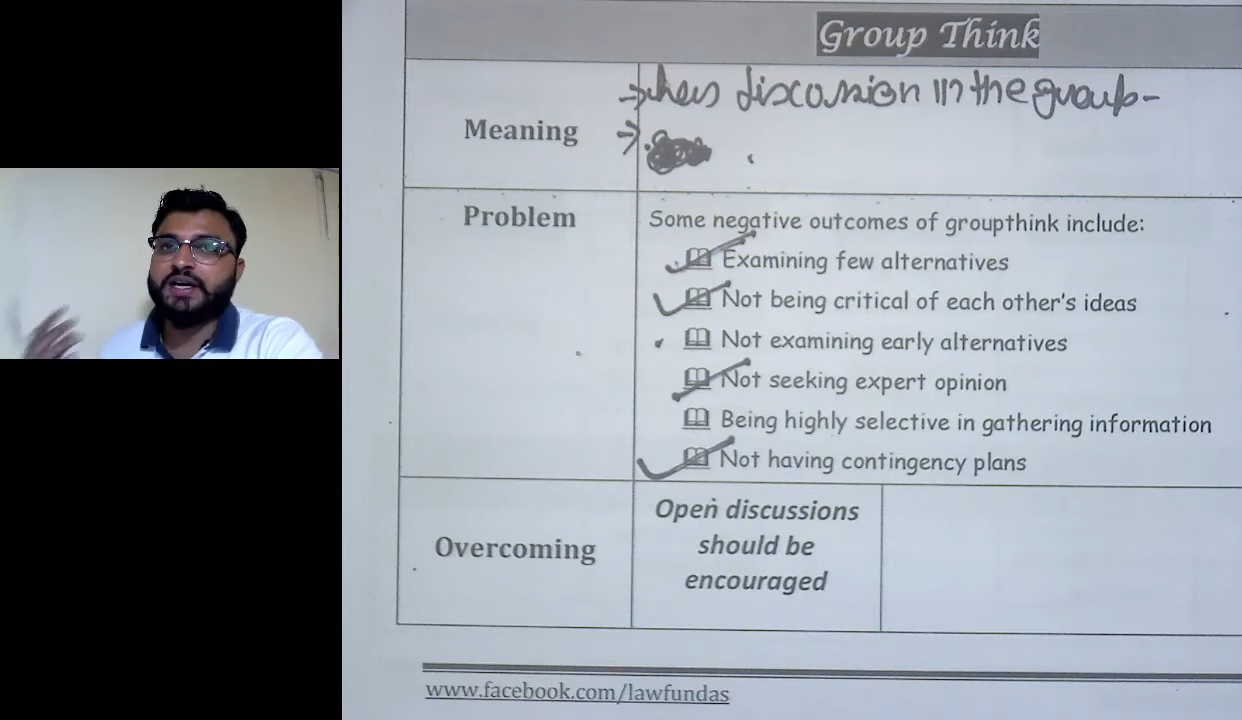 Group Think
Meaning
→ less discussion in the group-
→
Problem
Some negative outcomes of groupthink include:
Examining few alternatives
Not being critical of each other's ideas
Not examining early alternatives
Not seeking expert opinion
Being highly selective in gathering information
Not having contingency plans
Overcoming
Open discussions
should be
encouraged
www.facebook.com/lawfundas